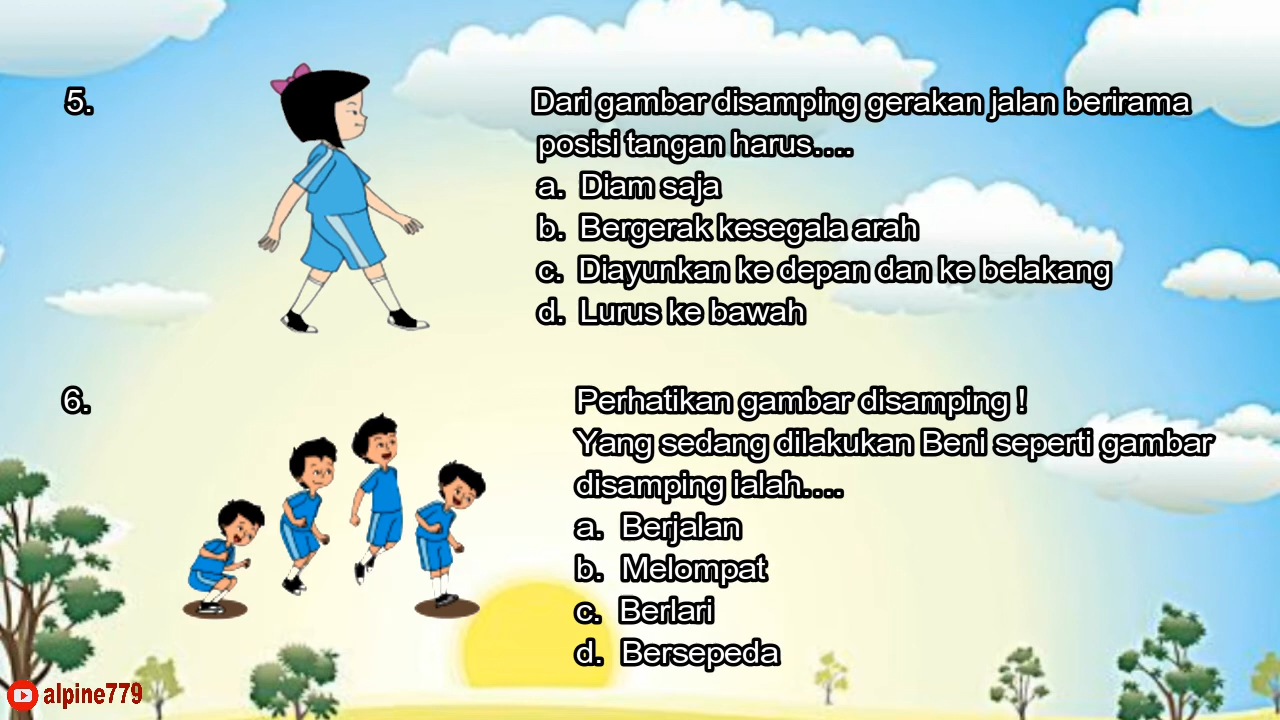 5.
Dari gambar disamping gerakan jalan berirama
posisi tangan harus....
a. Diam saja
b. Bergerak kesegala arah
c. Diayunkan ke depan dan ke belakang
d. Lurus ke bawah
6.
Perhatikan gambar disamping !
Yang sedang dilakukan Beni seperti gambar
disamping ialah....
a. Berjalan
b. Melompat
c. Berlari
d. Bersepeda
alpine779